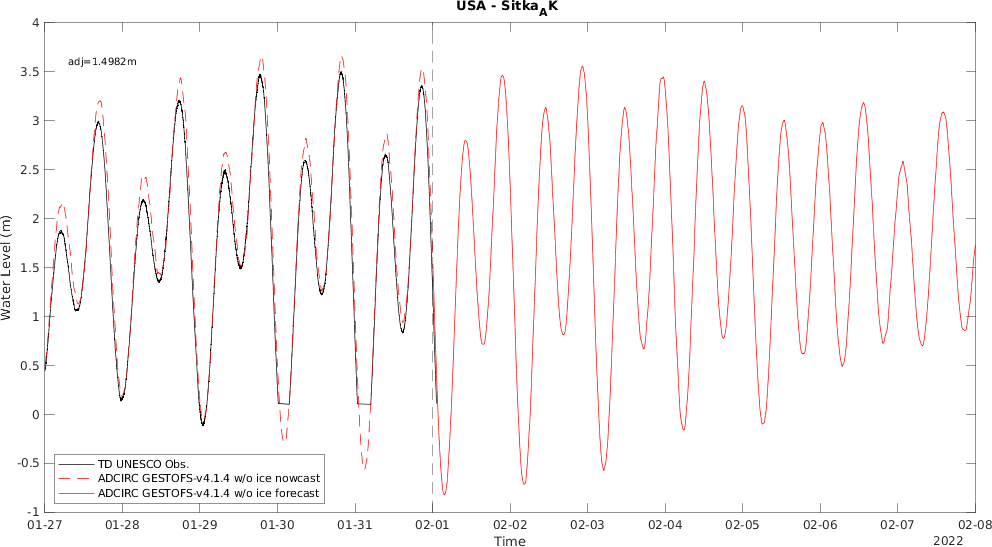 USA - Sitka_AK
adj=1.4982m
4
3.5
3
2.5
2
1.5
1
0.5
0
-0.5
-1
Water Level (m)
TD UNESCO Obs.
ADCIRC GESTOFS-v4.1.4 w/o ice nowcast
ADCIRC GESTOFS-v4.1.4 w/o ice forecast
01-27 01-28 01-29 01-30 01-31 02-01 02-02 02-03 02-04 02-05 02-06 02-07 02-08
Time
2022